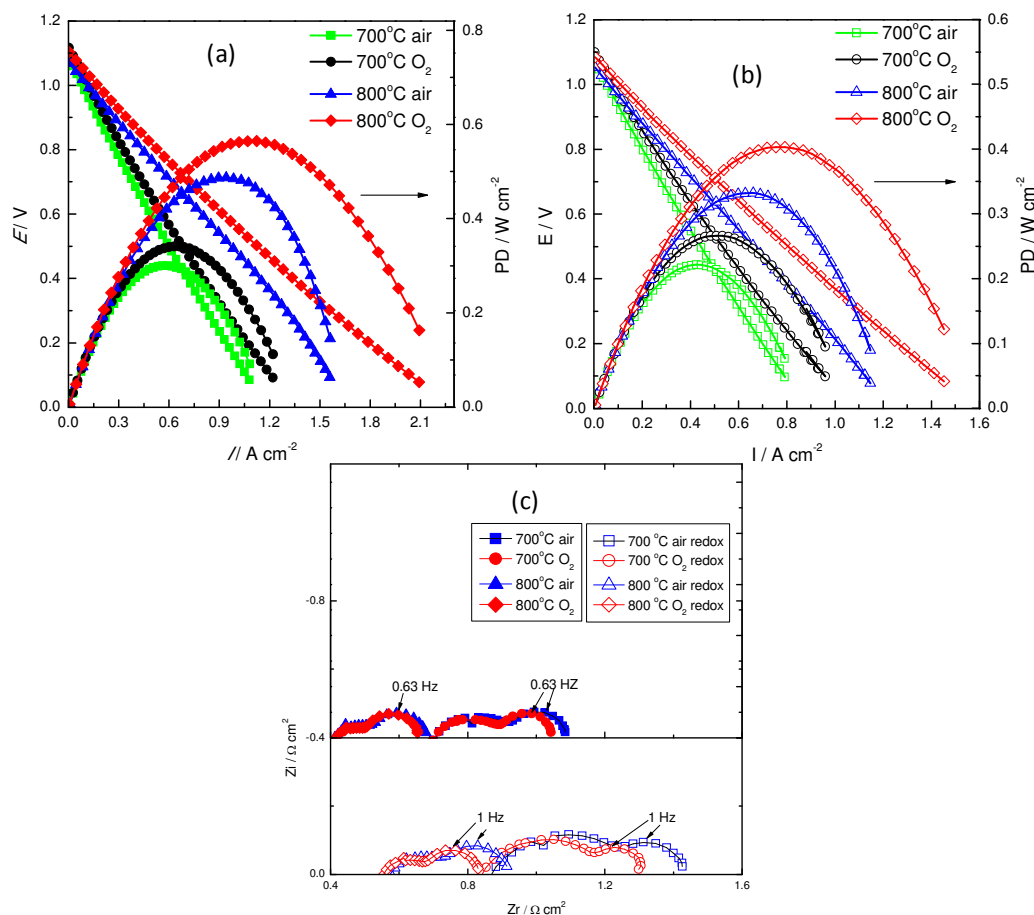 (a)
700°C air
700°C O₂
800°C air
800°C O₂
1.2
1.0
0.8
0.6
0.4
0.2
0.0
E / V
0.8
0.6
0.4
0.2
0.0
PD / W cm⁻²
0.0 0.3 0.6 0.9 1.2 1.5 1.8 2.1
I / A cm⁻²
(b)
700°C air
700°C O₂
800°C air
800°C O₂
1.2
1.0
0.8
0.6
0.4
0.2
0.0
E / V
0.6
0.5
0.4
0.3
0.2
0.1
0.0
PD / W cm⁻²
0.0 0.2 0.4 0.6 0.8 1.0 1.2 1.4 1.6
I / A cm⁻²
(c)
700°C air
700°C O₂
800°C air
800°C O₂
700 °C air redox
700 °C O₂ redox
800 °C Air redox
800 °C O₂ redox
-0.8
0.63 Hz
0.63 HZ
-0.4
Zi / Ω cm²
1 Hz
1 Hz
0.0
0.4 0.8 1.2 1.6
Zr / Ω cm²